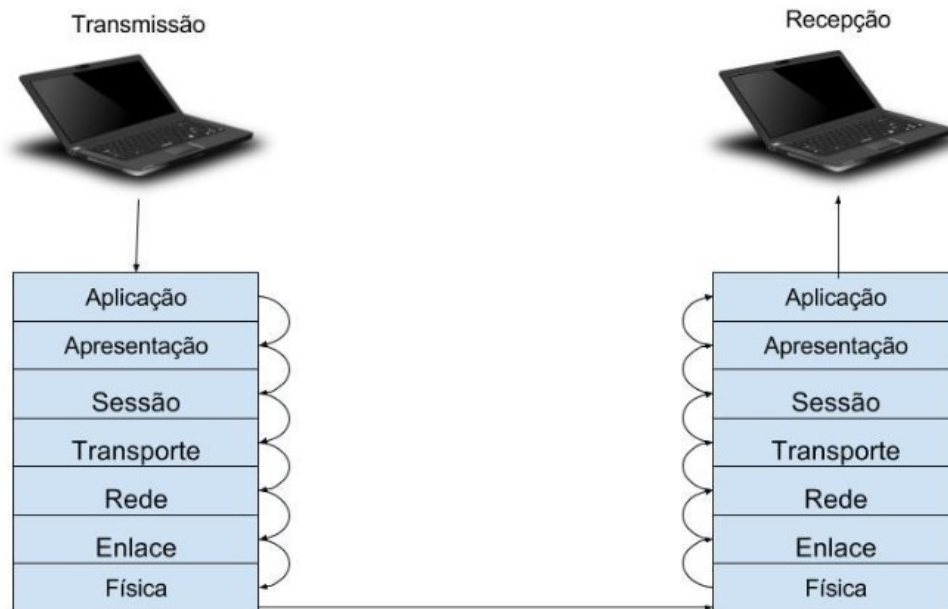 Transmissão
Recepção
Aplicação
Apresentação
Sessão
Transporte
Rede
Enlace
Física
Aplicação
Apresentação
Sessão
Transporte
Rede
Enlace
Física